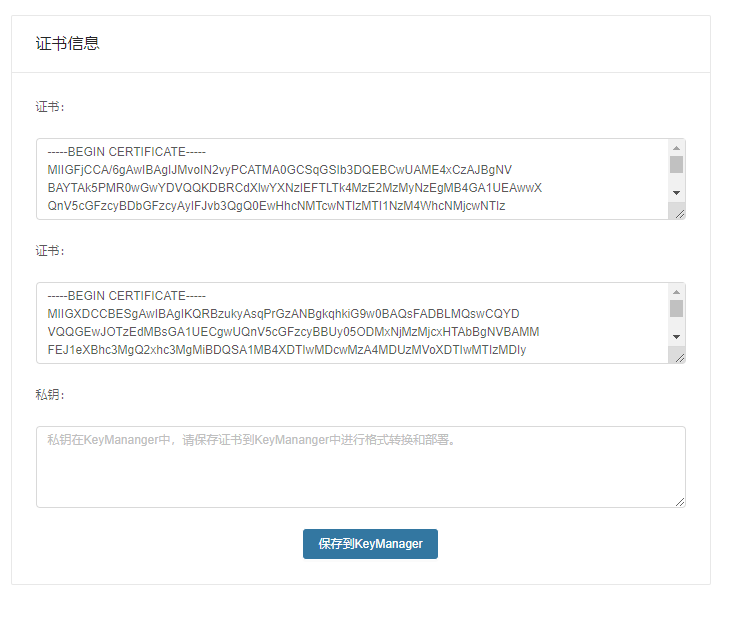 证书信息
证书：
-----BEGIN CERTIFICATE-----
MIIGFjCCA/6gAwIBAgIJMvolN2vyPCATMA0GCSqGSIb3DQEBCwUAME4xCzAJBgNV
BAYTAk5PMR0wGwYDVQQKDBRCdXlwYXNzIEFTLTk4MzE2MzMyNzEgMB4GA1UEAwwX
QnV5cGFzcyBDbGFzcyAyIFJvb3QgQ0EwHhcNMTcwNTIzMTI1NzM4WhcNMjcwNTIz
证书：
-----BEGIN CERTIFICATE-----
MIIGXDCCBESgAwIBAgIKQRBzukyAsqPrGzANBgkqhkiG9w0BAQsFADBLMQswCQYD
VQQGEwJOTzEdMBsGA1UECgwUQnV5cGFzcyBBUy05ODMxNjMzMjcxHTAbBgNVBAMM
FEJ1eXBhc3MgQ2xhc3MgMiBDQSA1MB4XDTIwMDcwMzA4MDUzMVoXDTIwMTIzMDIy
私钥：
私钥在KeyMananger中，请保存证书到KeyMananger中进行格式转换和部署。
保存到KeyManager